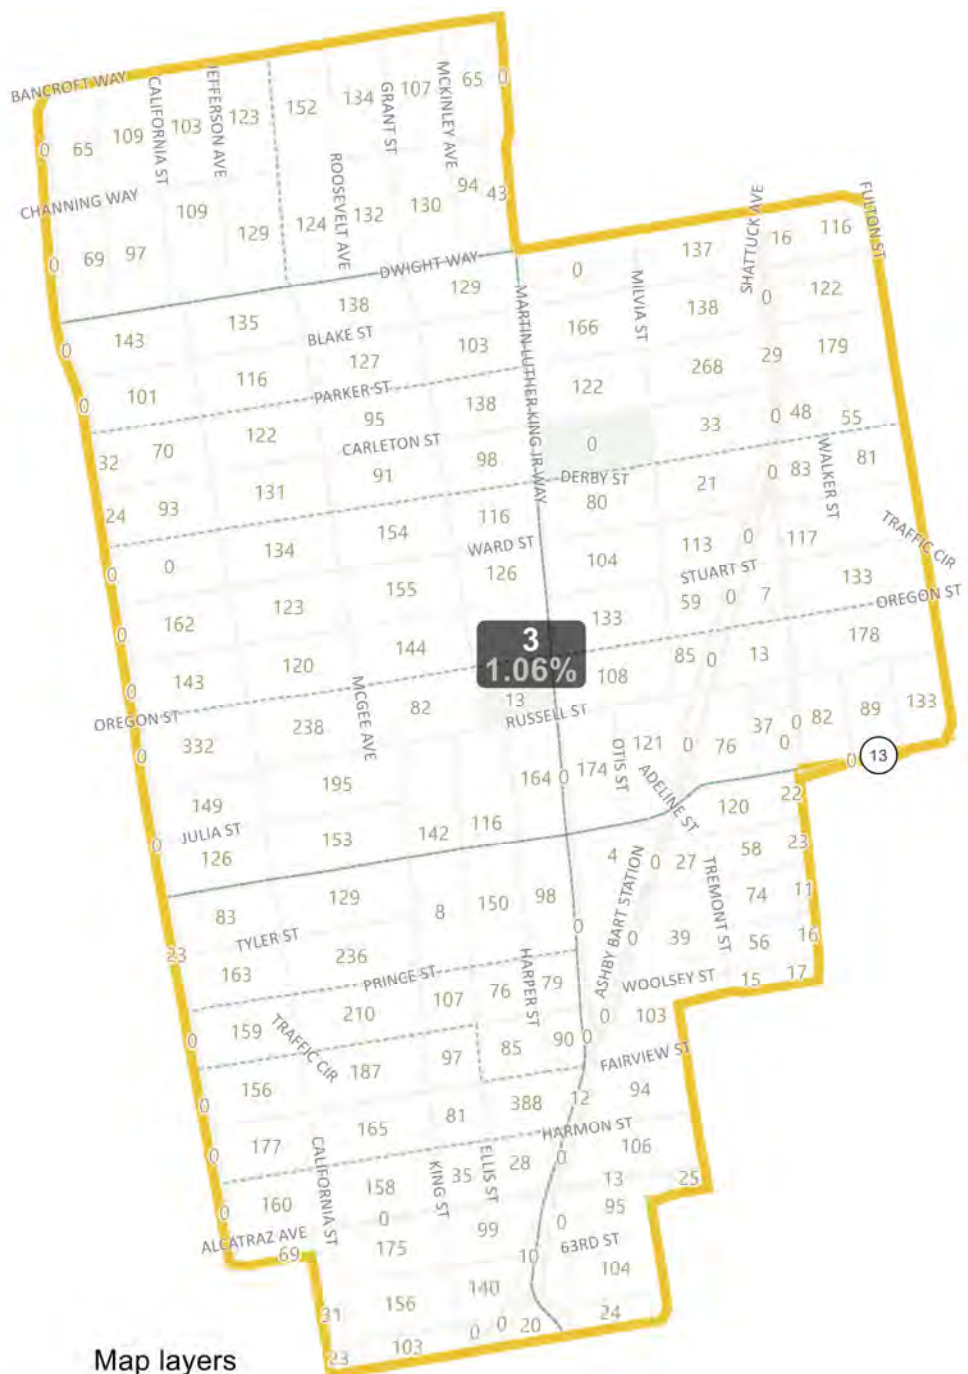 BANCROFT WAY
CALIFORNIA ST
JEFFERSON AVE
GRANT ST
MCKINLEY AVE
65 109 103 123 152 134 107 65 0
0
CHANNING WAY
ROOSEVELT AVE
109 129 124 132 130 94 43
0 69 97
DWIGHT WAY
SHATTUCK AVE
FULTON ST
MILVIA ST
MARTIN LUTHER KING JR WAY
0 137 16 116
143 135 138 129
BLAKE ST
166 138 0 122
0 101 116 127 103
122 268 29 179
0
PARKER ST
32 70 122 95 138
CARLETON ST
0 33 0 48 55
24 93 131 91 98
DERBY ST
WALKER ST
80 21 0 83 81
0 0 134 154 116
WARD ST
TRAFFIC CIR
104 113 0 117
STUART ST
0 162 123 155 126
133 59 0 7 133
OREGON ST
0 143 120 144
3
1.06%
108 85 0 13 178
OREGON ST
MCGEE AVE
0 332 238 82 13
RUSSELL ST
OTIS ST
121 0 76 37 0 0 82 89 133
0
13
ADELINE ST
149 195 164 0 174
JULIA ST
0 126 153 142 116
120 22
4 0 27 58 23
ASHBY BART STATION
TREMONT ST
83 129 8 150 98
74 11
TYLER ST
0
23 163 236
0 39 56 16
PRINCE ST
HARPER ST
WOOLSEY ST
15 17
0 159 210 107 76 79
0 103
TRAFFIC CIR
FAIRVIEW ST
156 187 97 85 90 0
0
177 165 81 388 12 94
HARMON ST
0
CALIFORNIA ST
KING ST
ELLIS ST
0 160 158 35 28 0 106
13 25
ALCATRAZ AVE
69 0 175 99 0 95
10
63RD ST
31 156 140 104
23 103 0 0 20 24
Map layers